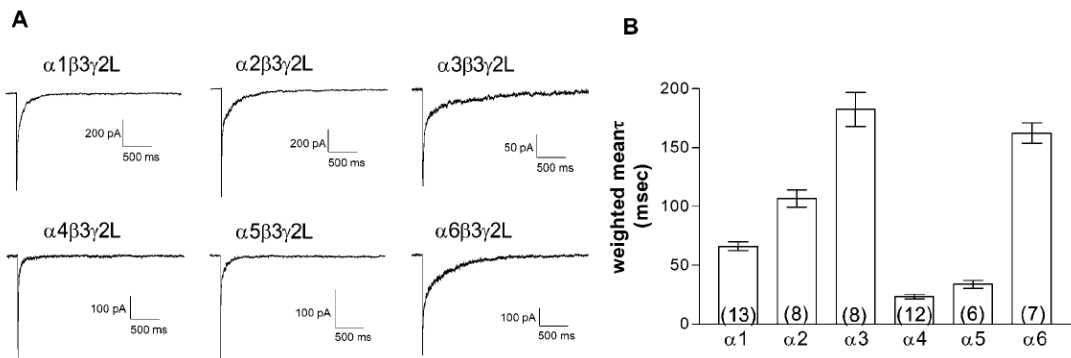 A
α1β3γ2L
200 pA
500 ms
α2β3γ2L
200 pA
500 ms
α3β3γ2L
50 pA
500 ms
α4β3γ2L
100 pA
500 ms
α5β3γ2L
100 pA
500 ms
α6β3γ2L
100 pA
500 ms
B
weighted meanτ
(msec)
200
150
100
50
0
(13) (8) (8) (12) (6) (7)
α1 α2 α3 α4 α5 α6